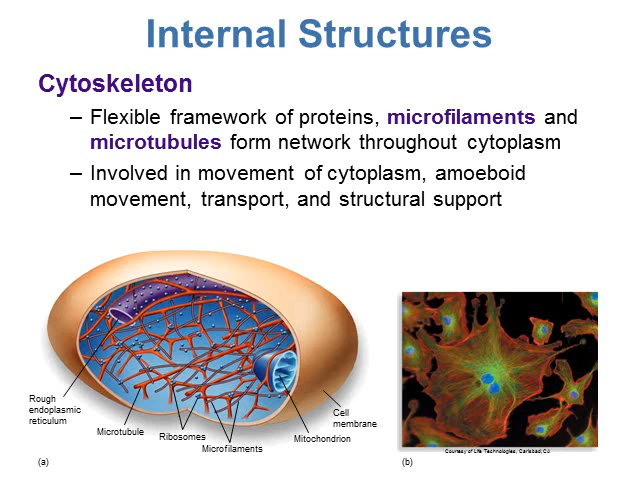 Internal Structures
Cytoskeleton
– Flexible framework of proteins, microfilaments and
microtubules form network throughout cytoplasm
– Involved in movement of cytoplasm, amoeboid
movement, transport, and structural support
Rough
endoplasmic
reticulum
Microtubule
Ribosomes
Microfilaments
Mitochondrion
Cell
membrane
Courtesy of Life Technologies, Carlsbad, Ca
(a)
(b)